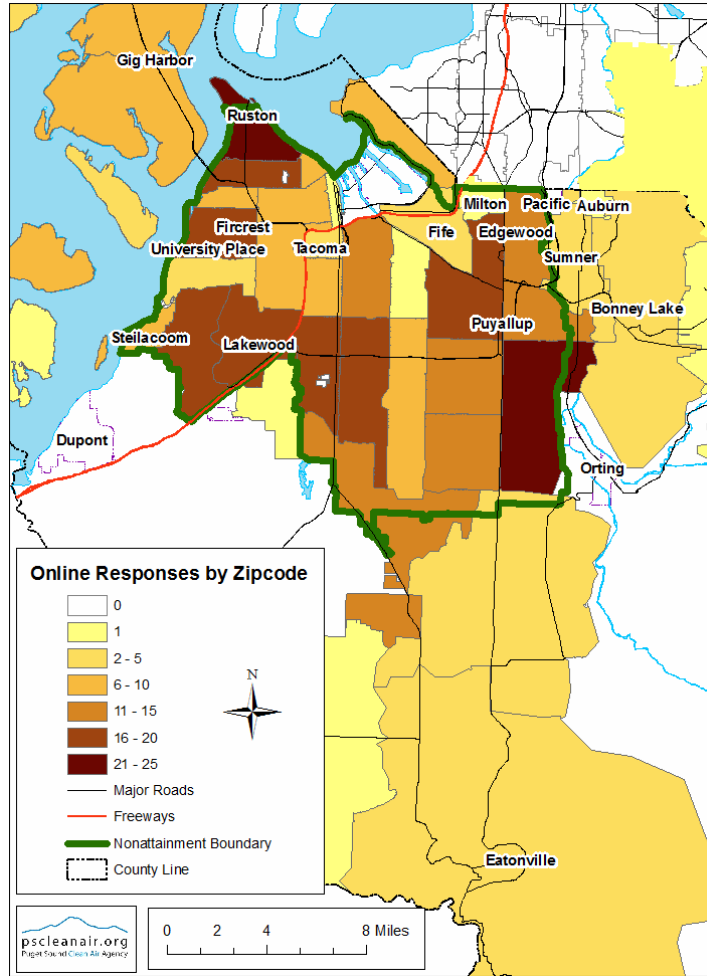 Gig Harbor
Ruston
Milton
Pacific
Auburn
Fircrest
Fife
Edgewood
University Place
Tacoma
Sumner
Bonney Lake
Puyallup
Steilacoom
Lakewood
Dupont
Orting
Online Responses by Zipcode
0
1
2 - 5
6 - 10
11 - 15
16 - 20
21 - 25
Major Roads
Freeways
Nonattainment Boundary
County Line
N
Eatonville
pscleanair.org
Puget Sound Clean Air Agency
0 2 4 8 Miles